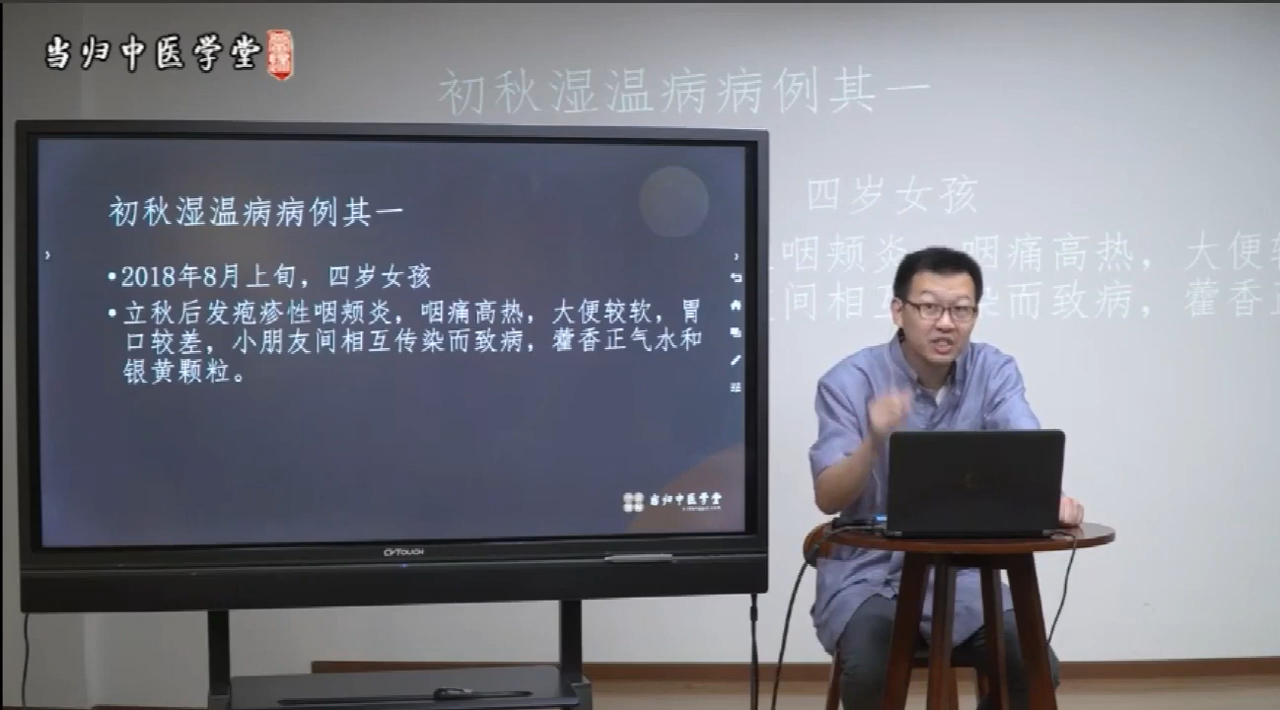 当归中医学堂
初秋湿温病病例其一
四岁女孩
咽颊炎，咽痛高热，大便较
间相互传染而致病，藿香正
初秋湿温病病例其一
•2018年8月上旬，四岁女孩
•立秋后发疱疹性咽颊炎，咽痛高热，大便较软，胃
口较差，小朋友间相互传染而致病，藿香正气水和
银黄颗粒。
当归中医学堂
CVTOUCH